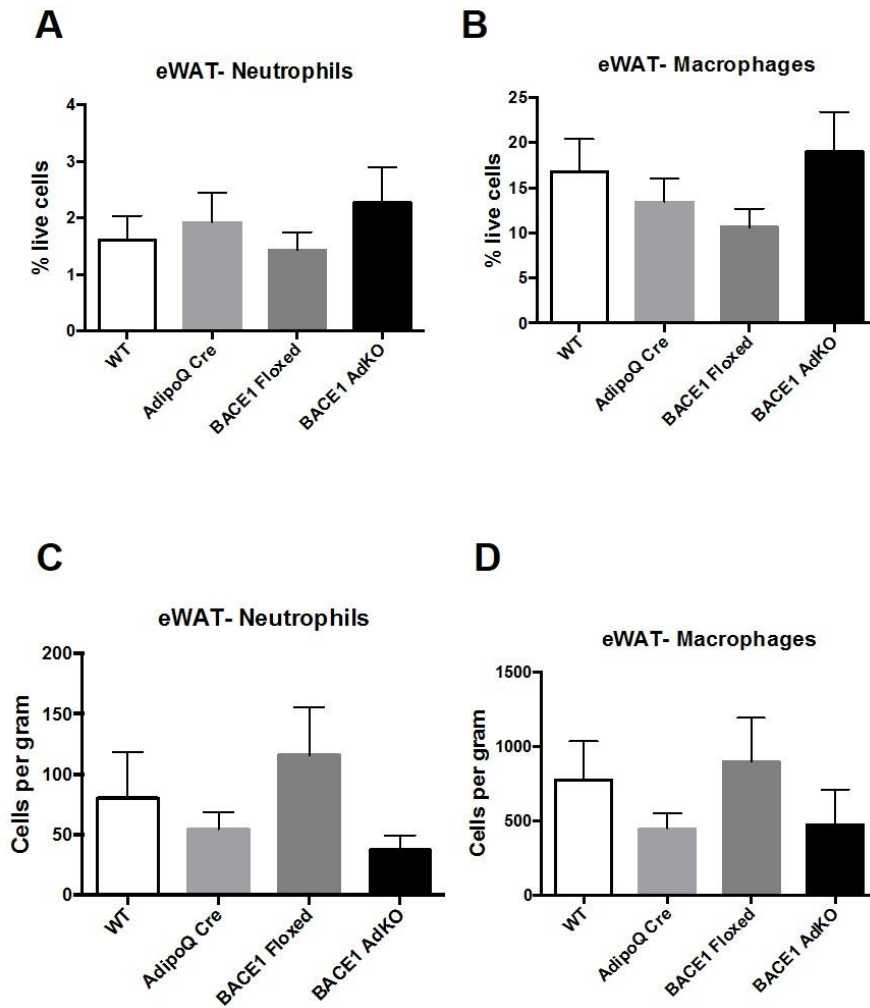 A
eWAT- Neutrophils
% live cells
4
3
2
1
0
WT
AdipoQ Cre
BACE1 Floxed
BACE1 AdKO
B
eWAT- Macrophages
% live cells
25
20
15
10
5
0
WT
AdipoQ Cre
BACE1 Floxed
BACE1 AdKO
C
eWAT- Neutrophils
Cells per gram
200
150
100
50
0
WT
AdipoQ Cre
BACE1 Floxed
BACE1 AdKO
D
eWAT- Macrophages
Cells per gram
1500
1000
500
0
WT
AdipoQ Cre
BACE1 Floxed
BACE1 AdKO